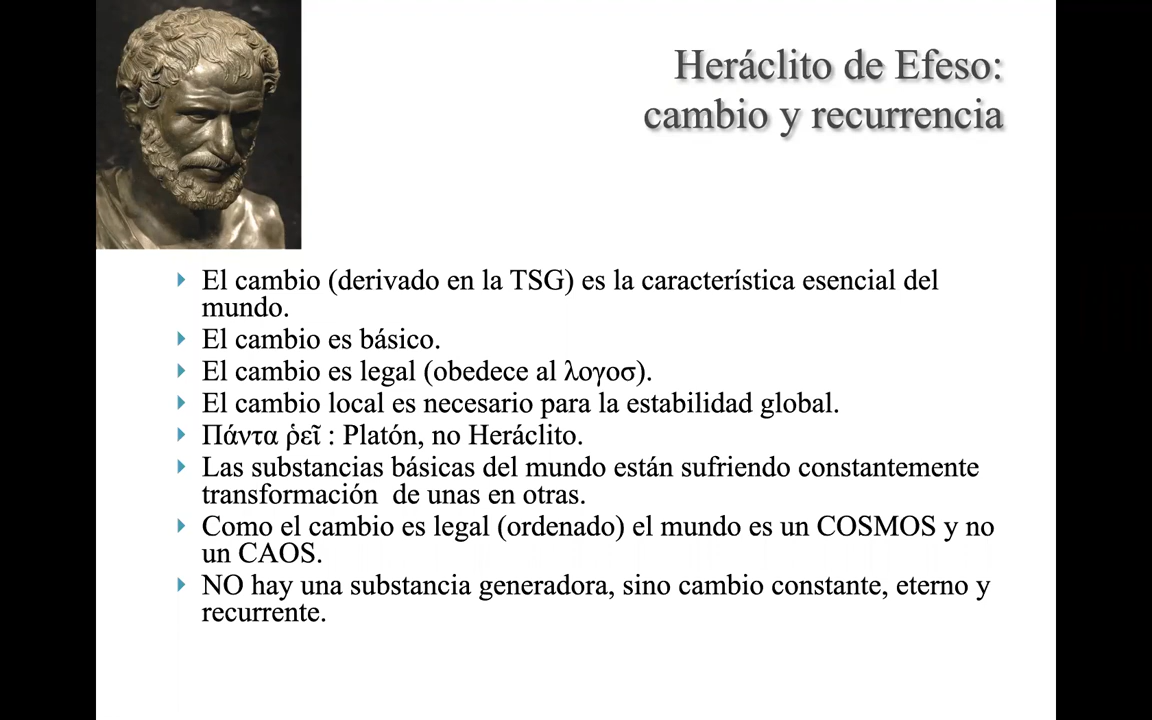 Heráclito de Efeso:
cambio y recurrencia
El cambio (derivado en la TSG) es la característica esencial del
mundo.
El cambio es básico.
El cambio es legal (obedece al λογοσ).
El cambio local es necesario para la estabilidad global.
Πάντα ῥεῖ : Platón, no Heráclito.
Las substancias básicas del mundo están sufriendo constantemente
transformación  de unas en otras.
Como el cambio es legal (ordenado) el mundo es un COSMOS y no
un CAOS.
NO hay una substancia generadora, sino cambio constante, eterno y
recurrente.